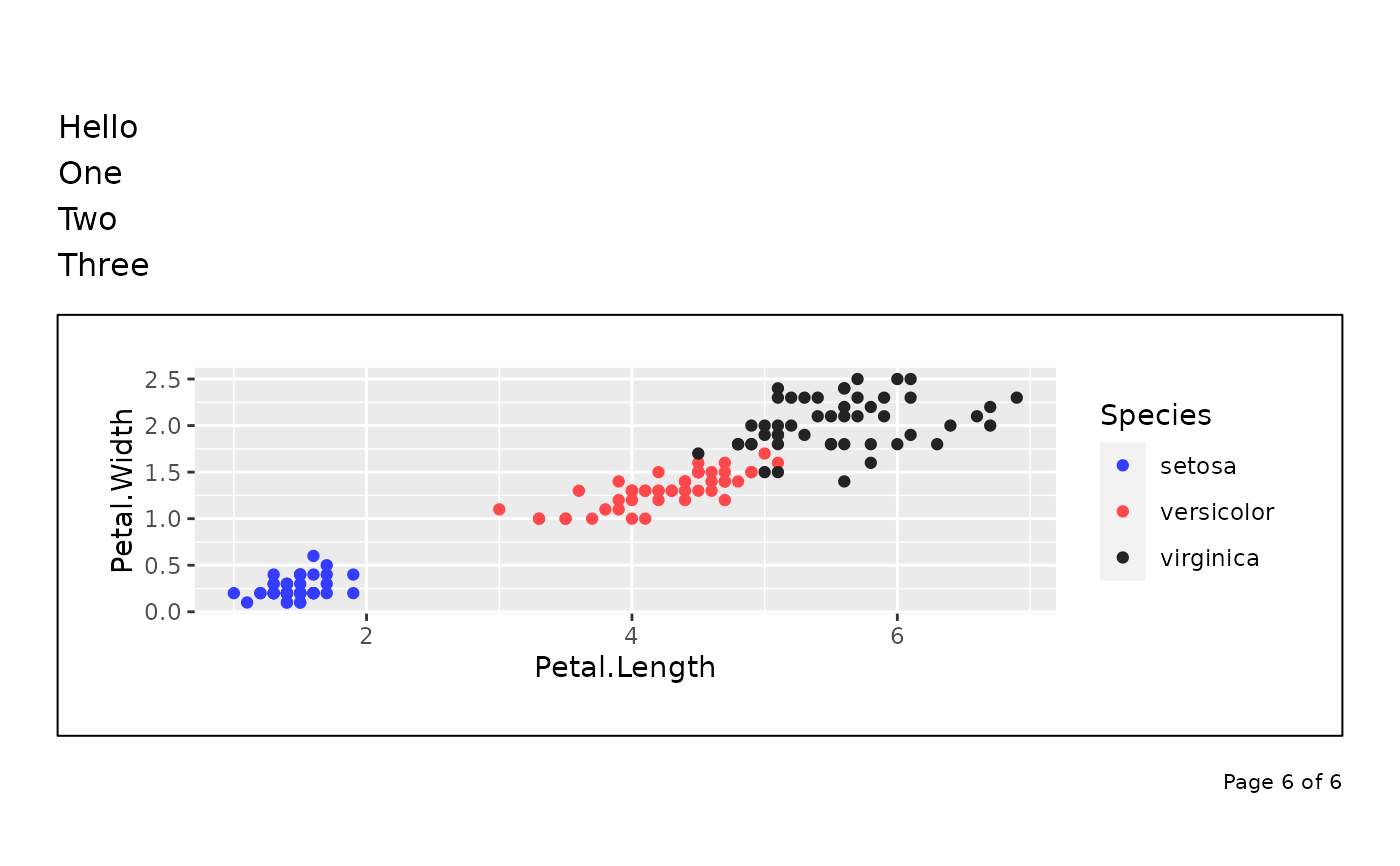 Hello
One
Two
Three
2.5
2.0
1.5
1.0
0.5
0.0
Petal.Width
2 4 6
Petal.Length
Species
setosa
versicolor
virginica
Page 6 of 6